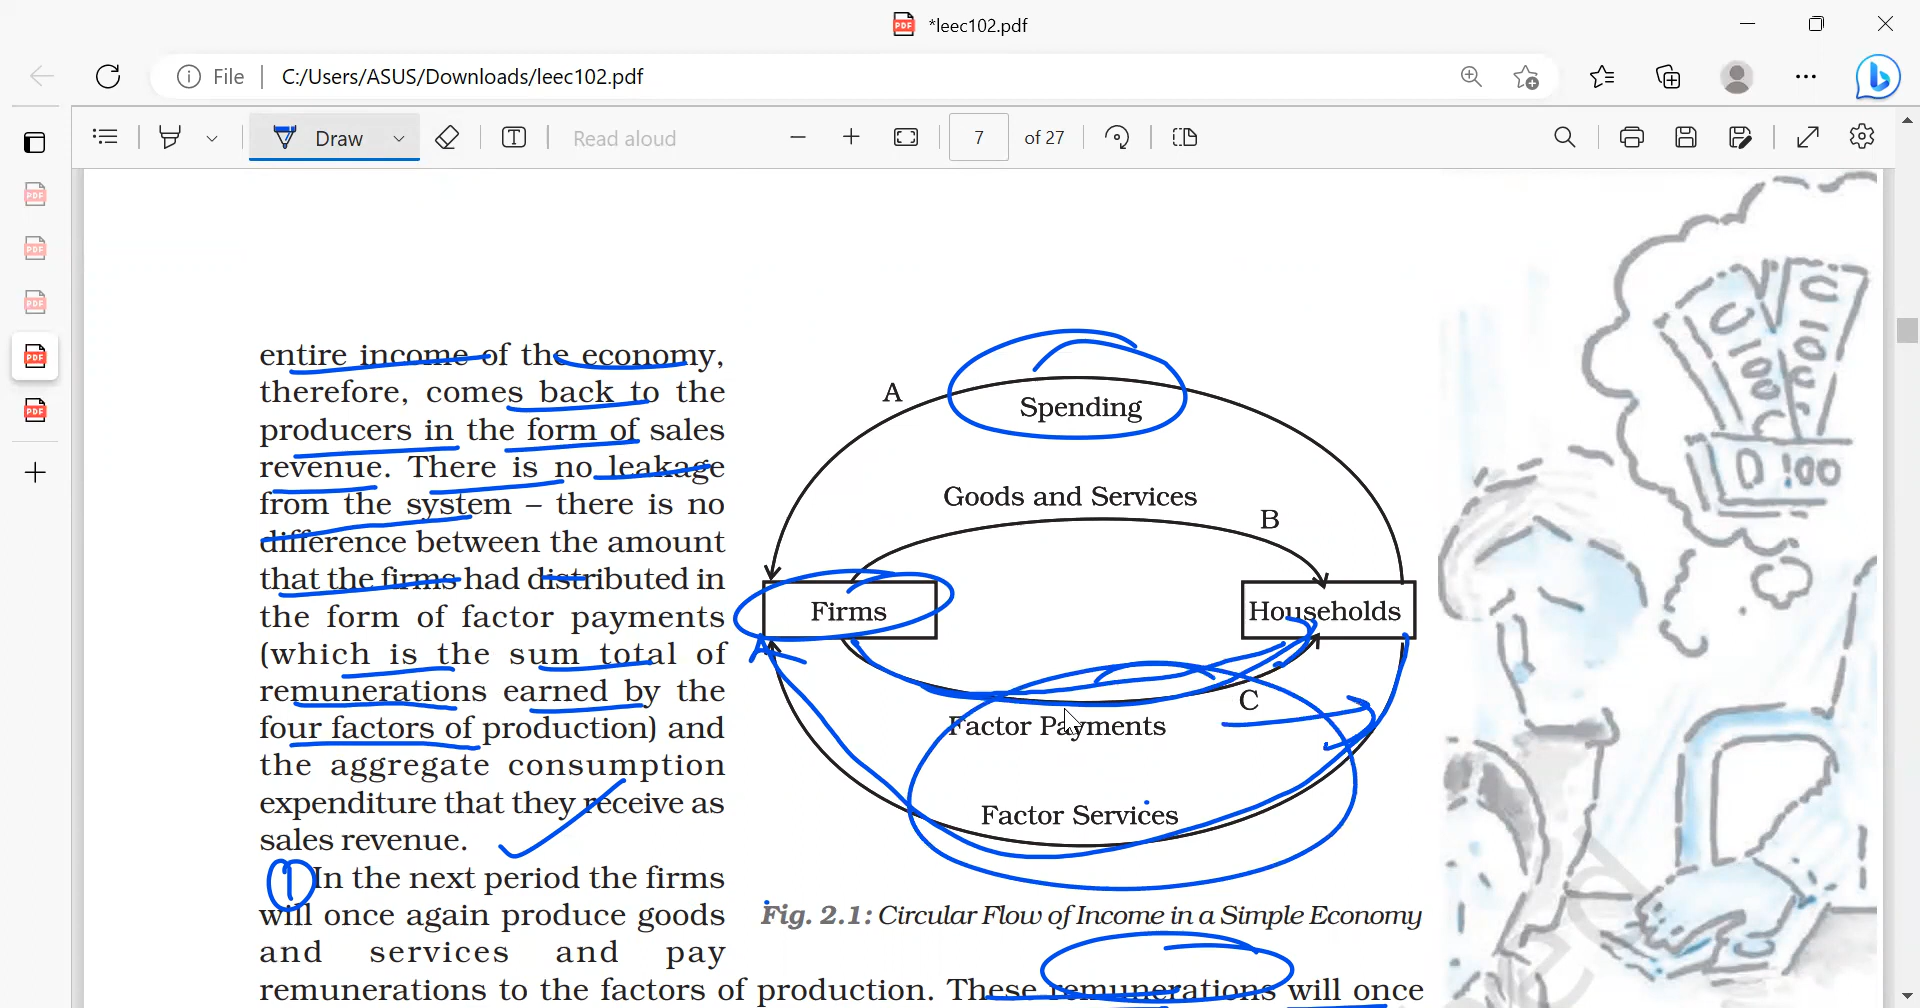 *leec102.pdf
File
C:/Users/ASUS/Downloads/leec102.pdf
Draw
Read aloud
7
of 27
entire income of the economy,
therefore, comes back to the
producers in the form of sales
revenue. There is no leakage
from the system – there is no
difference between the amount
that the firms had distributed in
the form of factor payments
(which is the sum total of
remunerations earned by the
four factors of production) and
the aggregate consumption
expenditure that they receive as
sales revenue.
1
In the next period the firms
will once again produce goods
and services and pay
remunerations to the factors of production. These remunerations will once
A
Spending
Goods and Services
B
Firms
Households
C
Factor Payments
Factor Services
Fig. 2.1: Circular Flow of Income in a Simple Economy